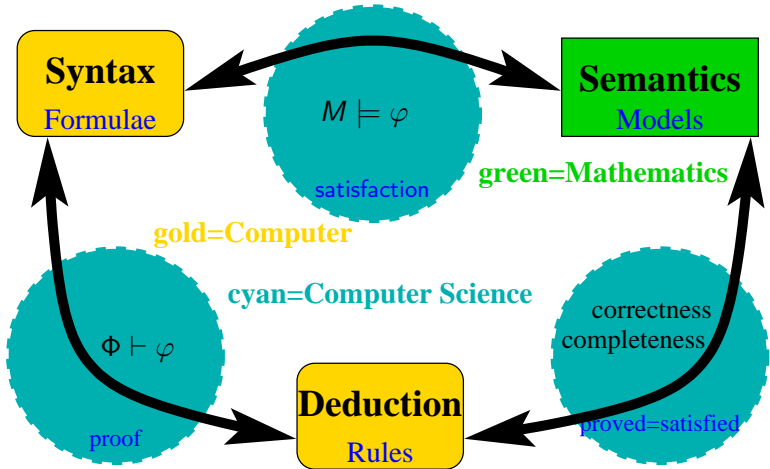 Syntax
Formulae
M ⊨ φ
satisfaction
Semantics
Models
green=Mathematics
gold=Computer
cyan=Computer Science
Φ ⊢ φ
proof
correctness
completeness
proved=satisfied
Deduction
Rules